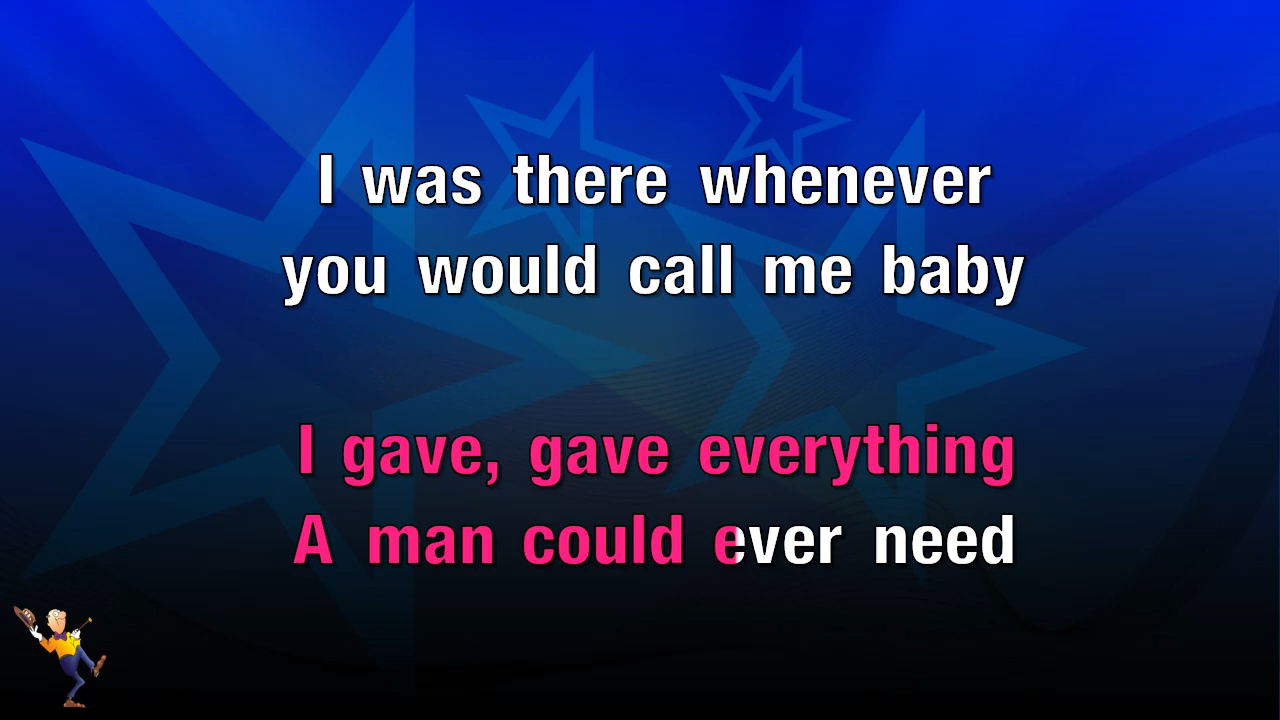 I was there whenever
you would call me baby
I gave, gave everything
A man could ever need